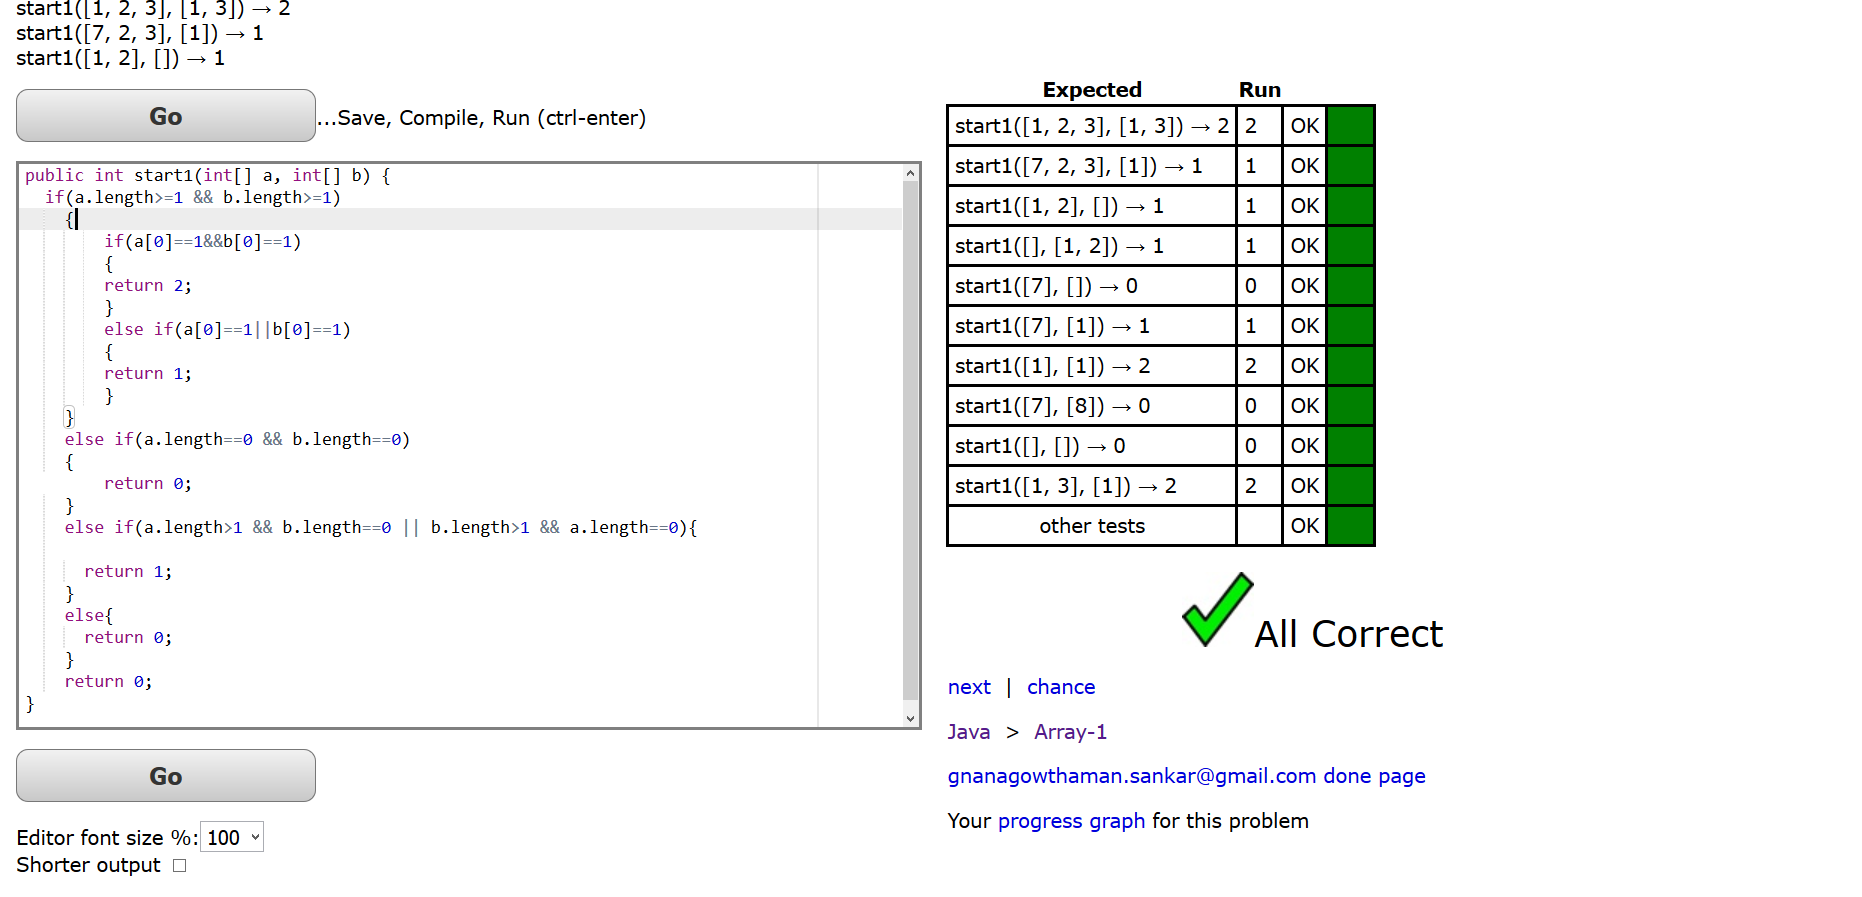 start1([1, 2, 3], [1, 3]) → 2
start1([7, 2, 3], [1]) → 1
start1([1, 2], []) → 1
Go
...Save, Compile, Run (ctrl-enter)
public int start1(int[] a, int[] b) {
if(a.length>=1 && b.length>=1)
{
if(a[0]==1&&b[0]==1)
{
return 2;
}
else if(a[0]==1||b[0]==1)
{
return 1;
}
}
else if(a.length==0 && b.length==0)
{
return 0;
}
else if(a.length>1 && b.length==0 || b.length>1 && a.length==0){
return 1;
}
else{
return 0;
}
return 0;
}
Go
Editor font size %: 100
Shorter output
Expected Run
start1([1, 2, 3], [1, 3]) → 2 2 OK
start1([7, 2, 3], [1]) → 1 1 OK
start1([1, 2], []) → 1 1 OK
start1([], [1, 2]) → 1 1 OK
start1([7], []) → 0 0 OK
start1([7], [1]) → 1 1 OK
start1([1], [1]) → 2 2 OK
start1([7], [8]) → 0 0 OK
start1([], []) → 0 0 OK
start1([1, 3], [1]) → 2 2 OK
other tests OK
All Correct
next | chance
Java > Array-1
gnanagowthaman.sankar@gmail.com done page
Your progress graph for this problem